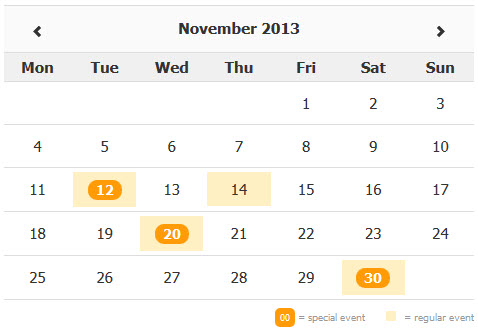 November 2013
Mon Tue Wed Thu Fri Sat Sun
1 2 3
4 5 6 7 8 9 10
11 12 13 14 15 16 17
18 19 20 21 22 23 24
25 26 27 28 29 30
00 = special event = regular event